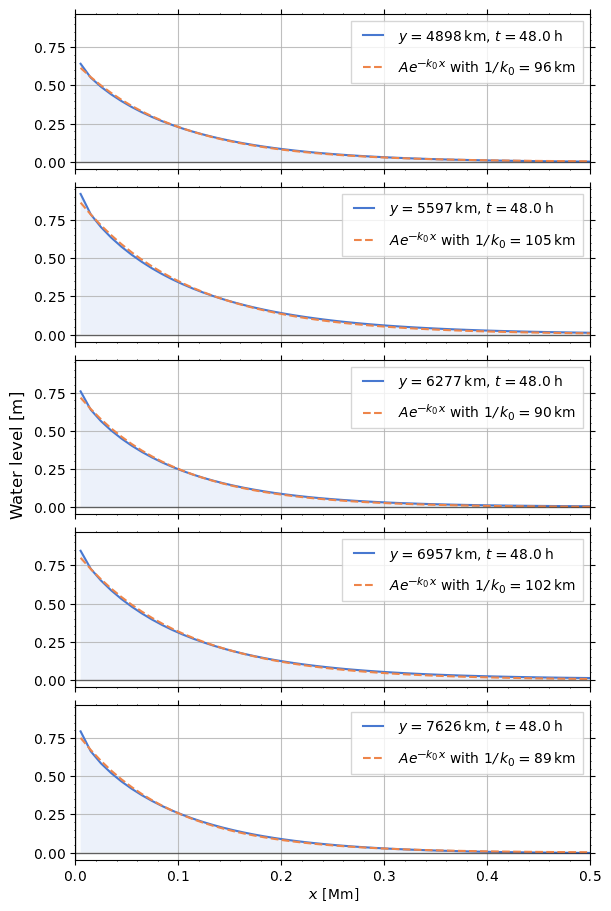 0.75
0.50
0.25
0.00
y = 4898 km, t = 48.0 h
Ae^{-k_0x} with 1/k_0 = 96 km
0.75
0.50
0.25
0.00
y = 5597 km, t = 48.0 h
Ae^{-k_0x} with 1/k_0 = 105 km
Water level [m]
0.75
0.50
0.25
0.00
y = 6277 km, t = 48.0 h
Ae^{-k_0x} with 1/k_0 = 90 km
0.75
0.50
0.25
0.00
y = 6957 km, t = 48.0 h
Ae^{-k_0x} with 1/k_0 = 102 km
0.75
0.50
0.25
0.00
y = 7626 km, t = 48.0 h
Ae^{-k_0x} with 1/k_0 = 89 km
0.0 0.1 0.2 0.3 0.4 0.5
x [Mm]